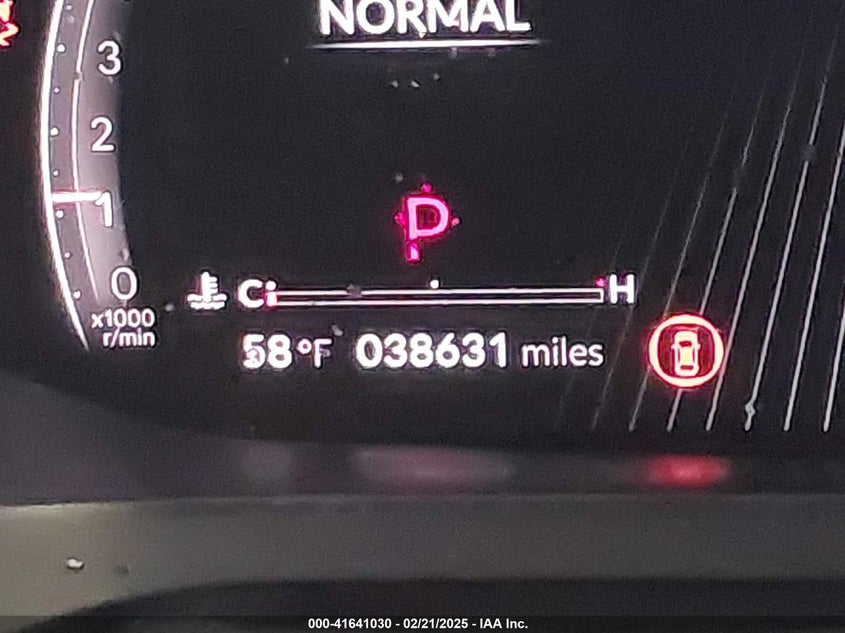 NORMAL
3
2
1
0
x1000
r/min
P
C H
58°F 038631 miles
000-41641030 - 02/21/2025 - IAA Inc.